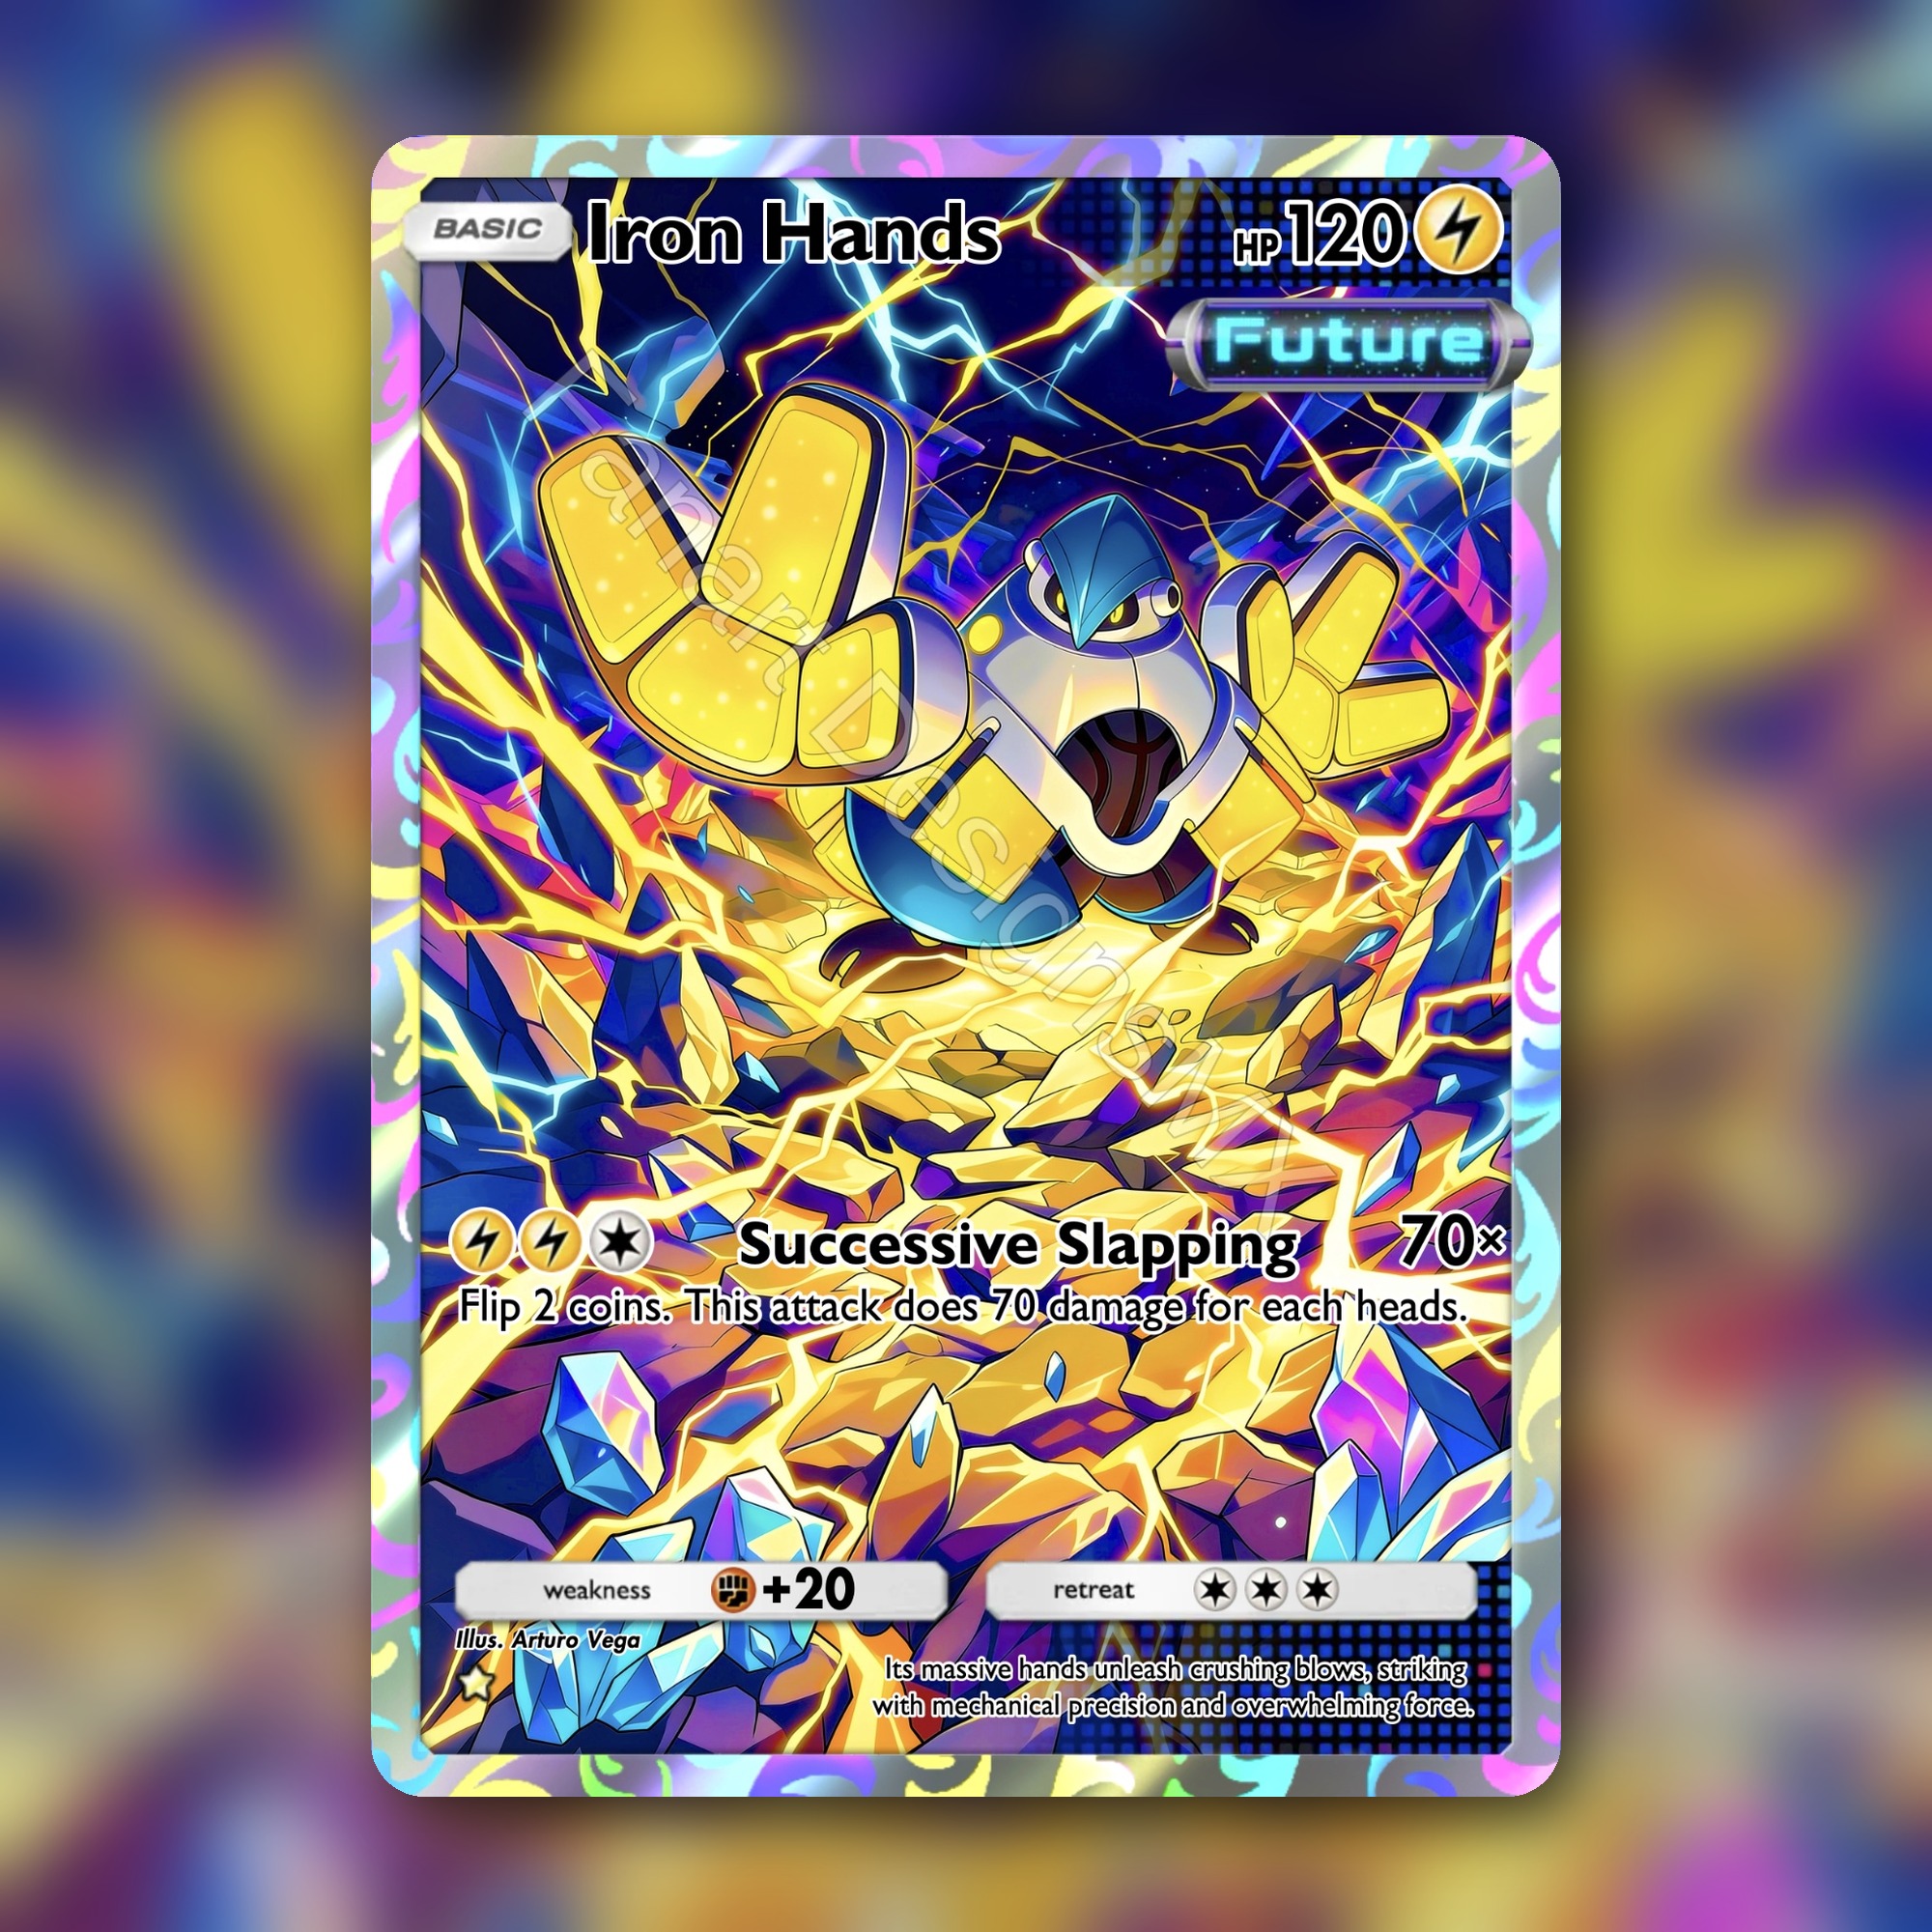 BASIC Iron Hands HP 120
Future
Tanart DesignsMX
Successive Slapping 70×
Flip 2 coins. This attack does 70 damage for each heads.
weakness +20 retreat
Illus. Arturo Vega
Its massive hands unleash crushing blows, striking
with mechanical precision and overwhelming force.